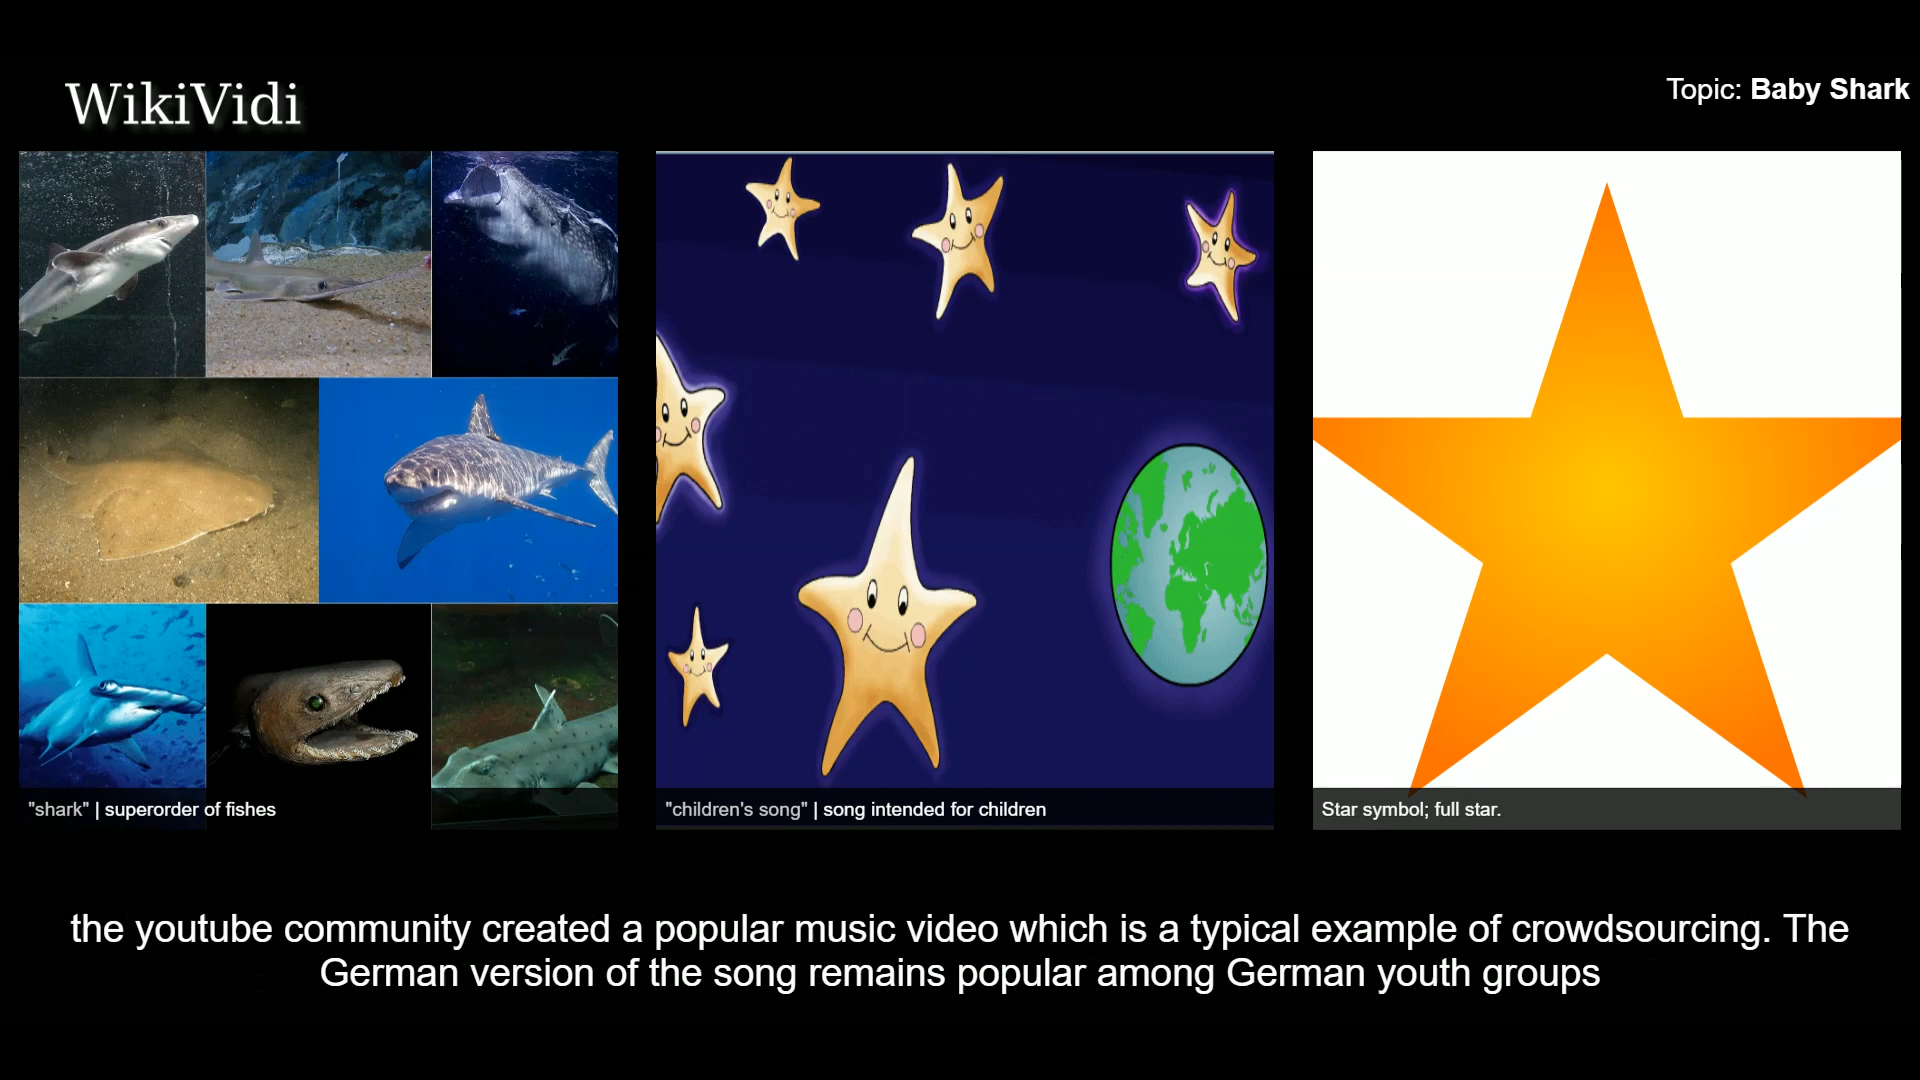 WikiVidi
Topic: Baby Shark
"shark" | superorder of fishes
"children's song" | song intended for children
Star symbol; full star.
the youtube community created a popular music video which is a typical example of crowdsourcing. The
German version of the song remains popular among German youth groups